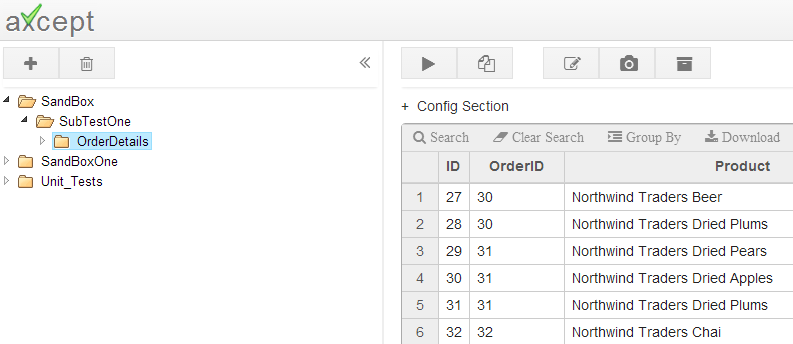 axcept
SandBox
SubTestOne
OrderDetails
SandBoxOne
Unit_Tests
+ Config Section
Search Clear Search Group By Download
ID OrderID Product
1 27 30 Northwind Traders Beer
2 28 30 Northwind Traders Dried Plums
3 29 31 Northwind Traders Dried Pears
4 30 31 Northwind Traders Dried Apples
5 31 31 Northwind Traders Dried Plums
6 32 32 Northwind Traders Chai